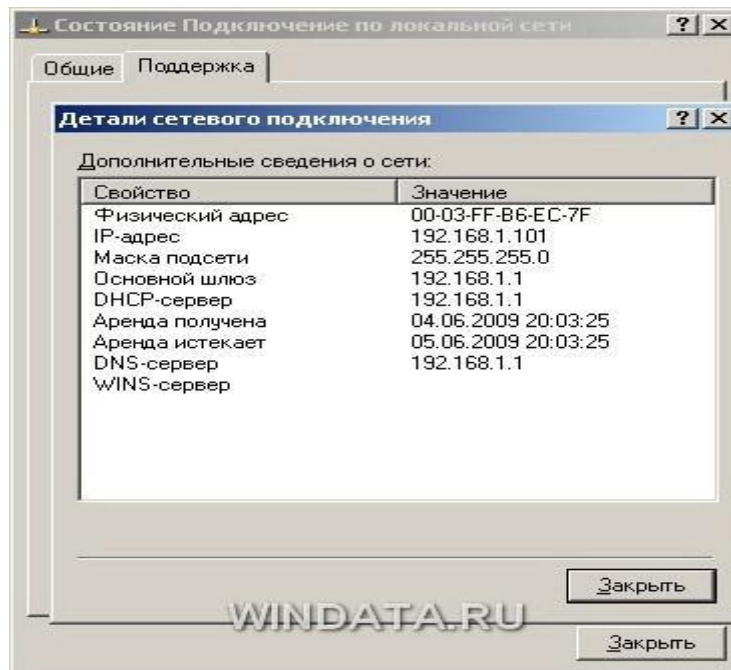 Состояние Подключение по локальной сети
Общие Поддержка
Детали сетевого подключения
Дополнительные сведения о сети:
Свойство Значение
Физический адрес 00-03-FF-B6-EC-7F
IP-адрес 192.168.1.101
Маска подсети 255.255.255.0
Основной шлюз 192.168.1.1
DHCP-сервер 192.168.1.1
Аренда получена 04.06.2009 20:03:25
Аренда истекает 05.06.2009 20:03:25
DNS-сервер 192.168.1.1
WINS-сервер
Закрыть
WINDATA.RU
Закрыть